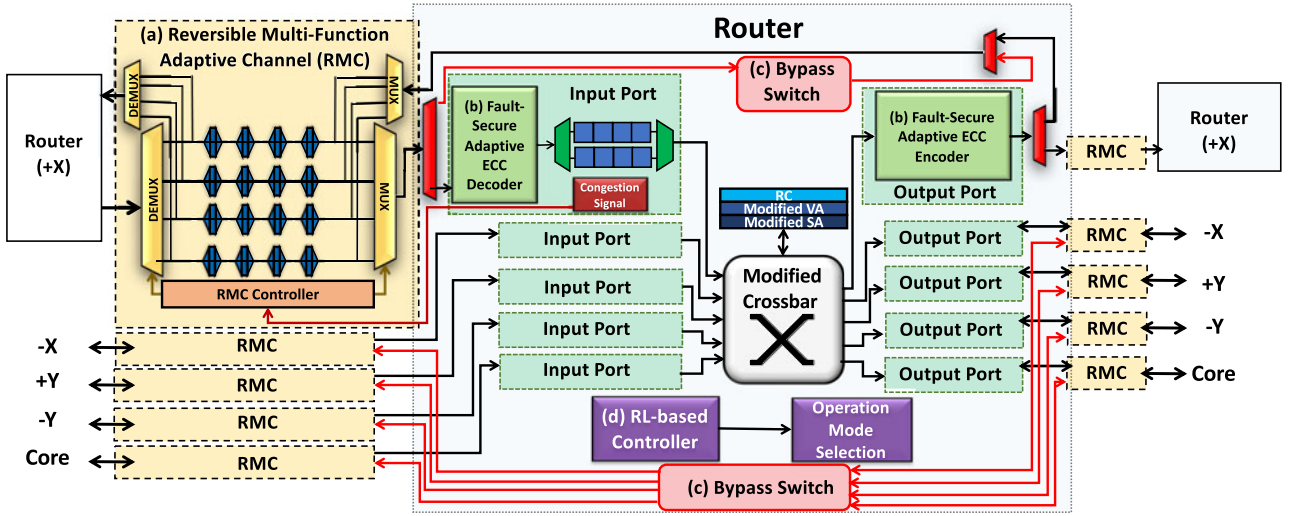 Router
(a) Reversible Multi-Function
Adaptive Channel (RMC)
DEMUX
MUX
DEMUX
MUX
RMC Controller
Router
(+X)
(c) Bypass
Switch
Input Port
(b) Fault-
Secure
Adaptive
ECC
Decoder
Congestion
Signal
(b) Fault-Secure
Adaptive ECC
Encoder
Output Port
RMC
Router
(+X)
RC
Modified VA
Modified SA
Modified
Crossbar
Input Port
Input Port
Input Port
Input Port
Output Port
Output Port
Output Port
Output Port
RMC
-X
RMC
+Y
RMC
-Y
RMC
Core
-X
RMC
+Y
RMC
-Y
RMC
Core
RMC
(d) RL-based
Controller
Operation
Mode
Selection
(c) Bypass Switch